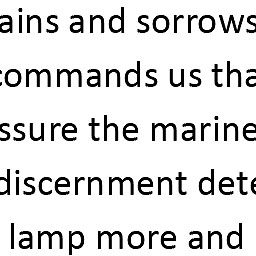 ains and sorrows
commands us tha
ssure the marine
discernment dete
lamp more and